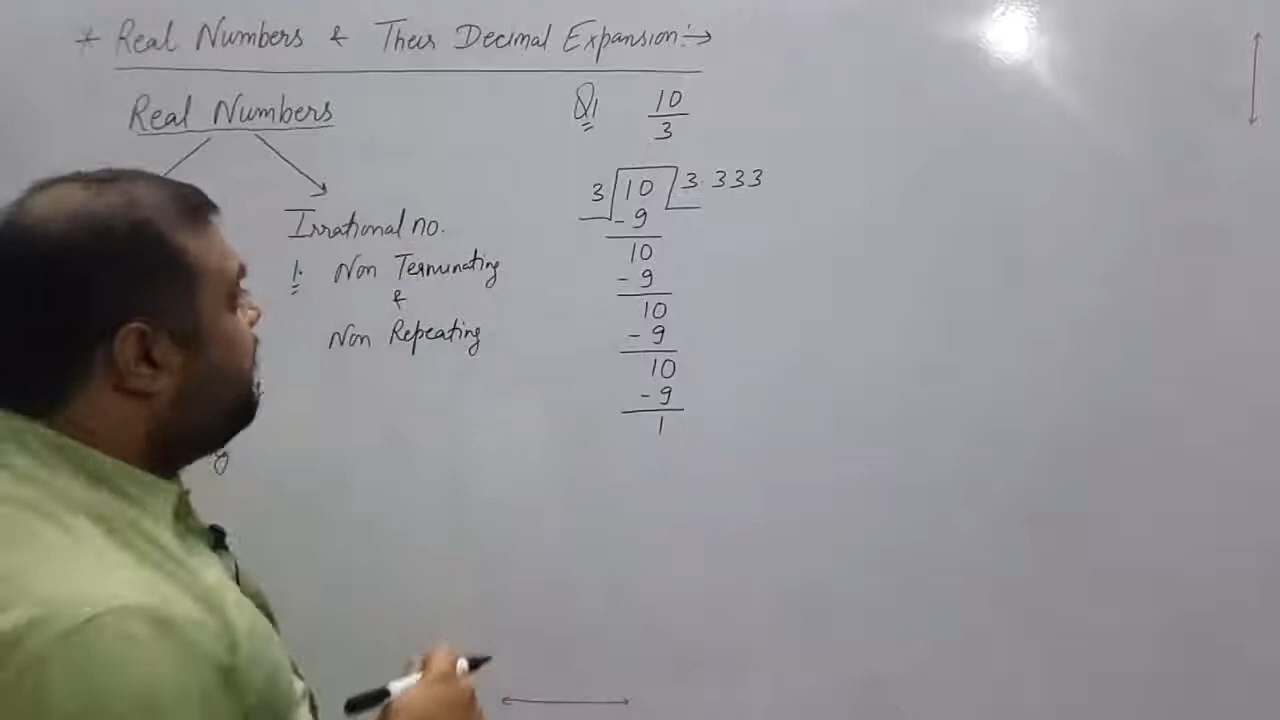 * Real Numbers & Their Decimal Expansion :→
Real Numbers
Irrational no.
1. Non Terminating
&
Non Repeating
Q1 10/3
3 10 3.333
- 9
10
- 9
10
- 9
10
- 9
1